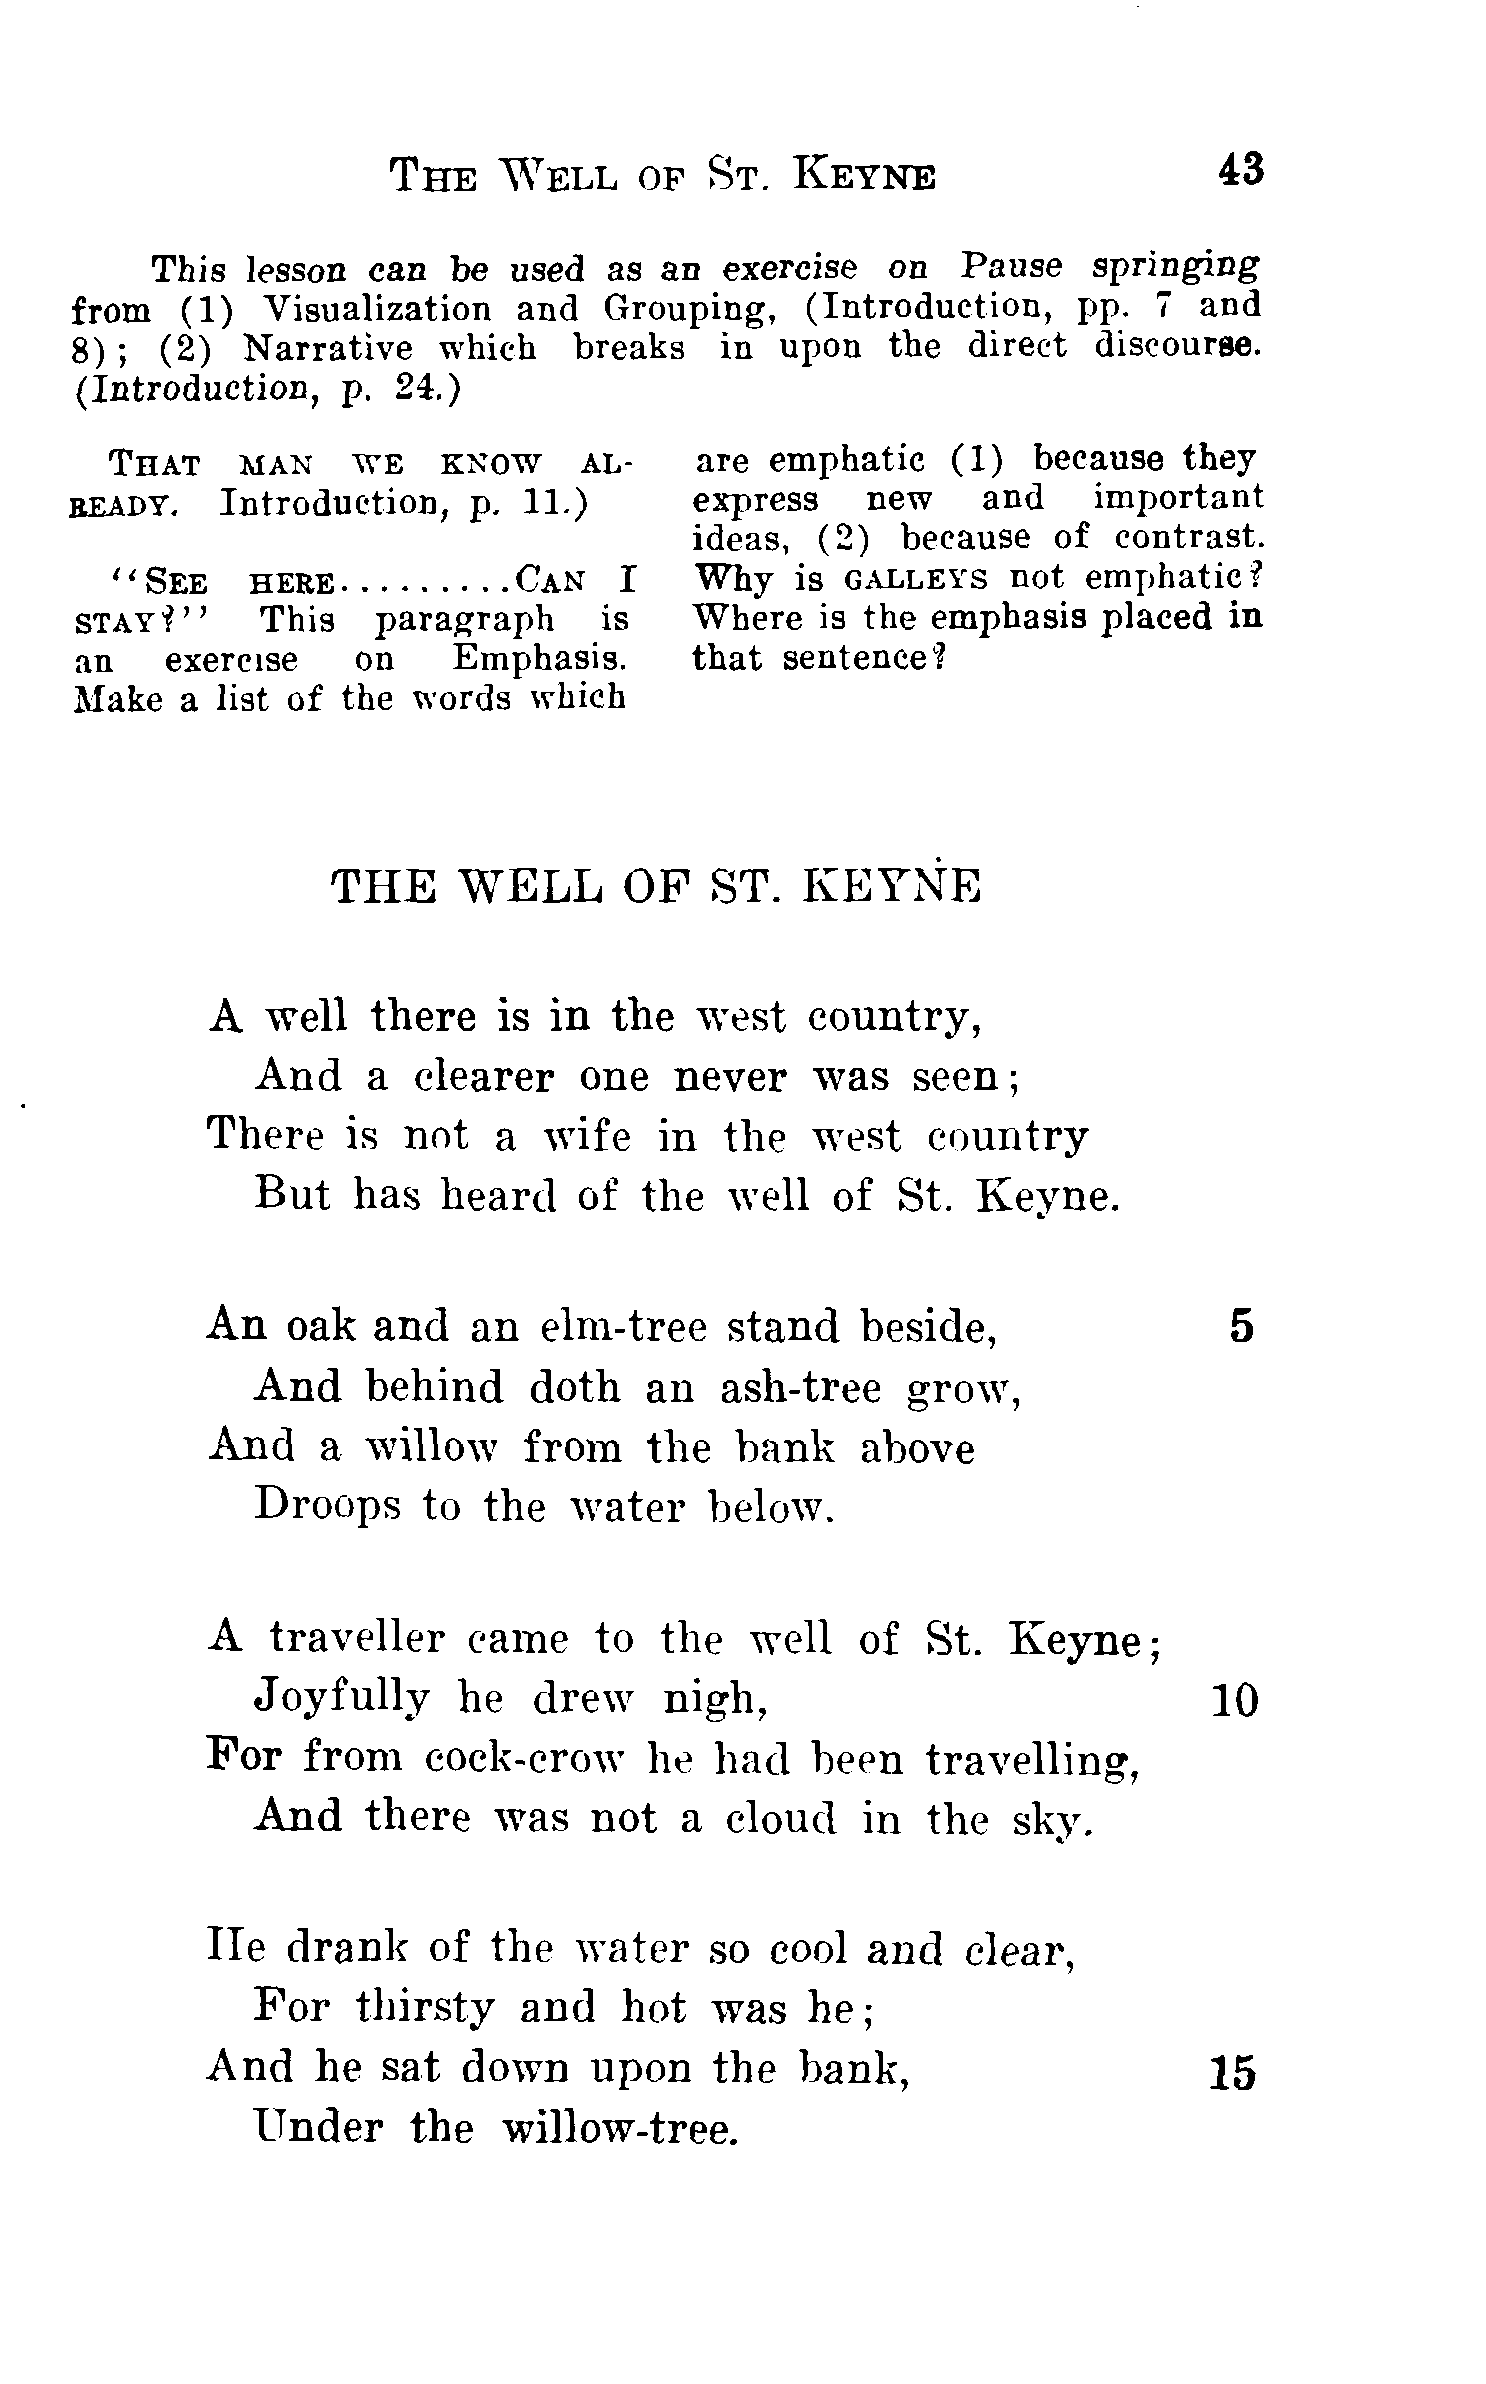 The Well of St. Keyne 43
This lesson can be used as an exercise on Pause springing
from (1) Visualization and Grouping, (Introduction, pp. 7 and
8); (2) Narrative which breaks in upon the direct discourse.
(Introduction, p. 24.)
That man we know al-
ready. Introduction, p. 11.)
“See here.........Can I
stay?” This paragraph is
an exercise on Emphasis.
Make a list of the words which
are emphatic (1) because they
express new and important
ideas, (2) because of contrast.
Why is galleys not emphatic?
Where is the emphasis placed in
that sentence?
THE WELL OF ST. KEYNE
A well there is in the west country,
And a clearer one never was seen;
There is not a wife in the west country
But has heard of the well of St. Keyne.
An oak and an elm-tree stand beside, 5
And behind doth an ash-tree grow,
And a willow from the bank above
Droops to the water below.
A traveller came to the well of St. Keyne;
Joyfully he drew nigh, 10
For from cock-crow he had been travelling,
And there was not a cloud in the sky.
He drank of the water so cool and clear,
For thirsty and hot was he;
And he sat down upon the bank, 15
Under the willow-tree.